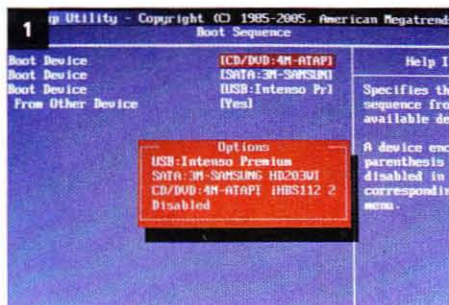 1
up Utility - Copyright (C) 1985-2005. American Megatrends
Boot Sequence
Boot Device [CD/DVD:4M-ATAPI
Boot Device [SATA:3M-SAMSUN]
Boot Device [USB:Intenso Pr]
From Other Device [Yes]
Help I
Specifies th
sequence fro
available de
A device enc
parenthesis
disabled in
correspondin
menu.
Options
USB:Intenso Premium
SATA:3M-SAMSUNG HD203WI
CD/DVD:4M-ATAPI iHBS112 2
Disabled